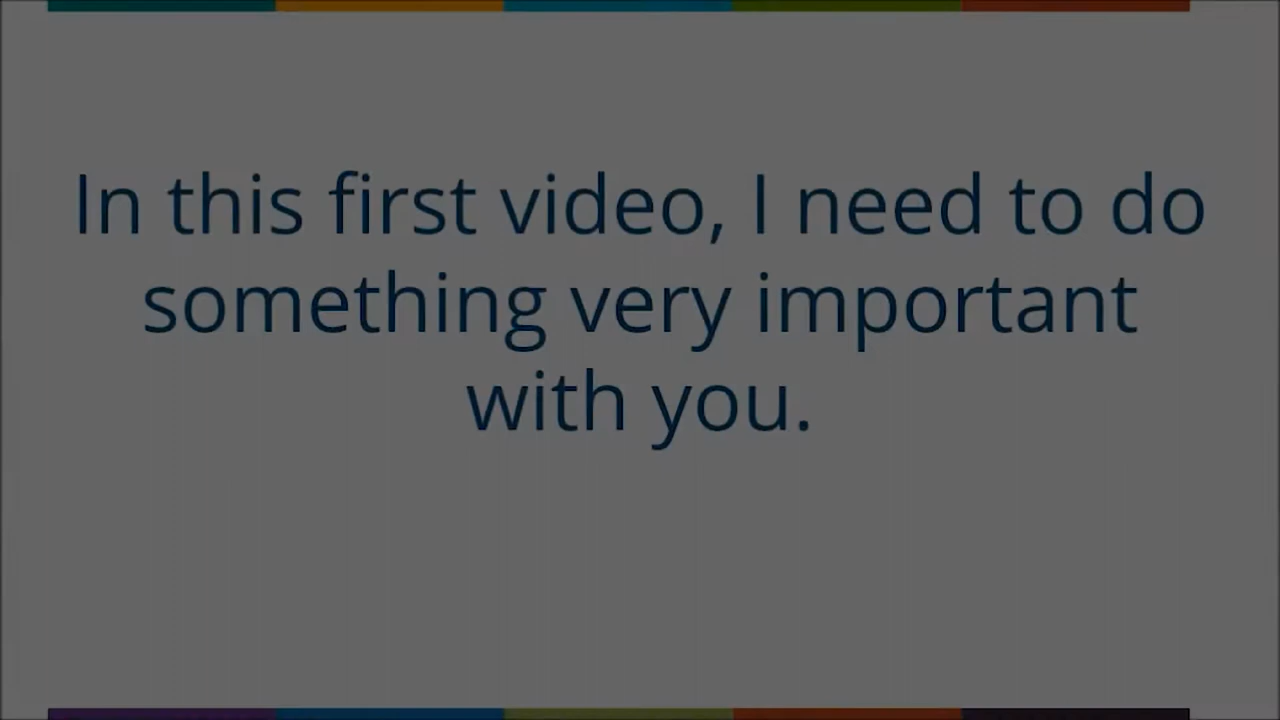 In this first video, I need to do
something very important
with you.